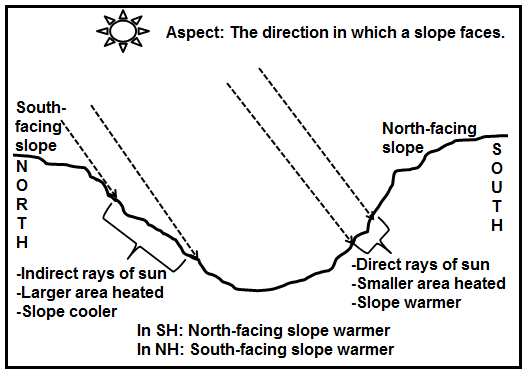 Aspect: The direction in which a slope faces.
South-
facing
slope
North-facing
slope
NORTH
SOUTH
-Indirect rays of sun
-Larger area heated
-Slope cooler
-Direct rays of sun
-Smaller area heated
-Slope warmer
In SH: North-facing slope warmer
In NH: South-facing slope warmer